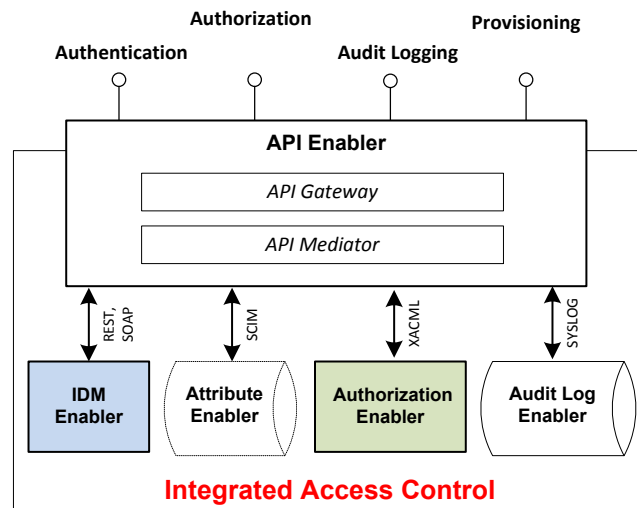 Authorization
Provisioning
Authentication
Audit Logging
API Enabler
API Gateway
API Mediator
REST,
SOAP
SCIM
XACML
SYSLOG
IDM
Enabler
Attribute
Enabler
Authorization
Enabler
Audit Log
Enabler
Integrated Access Control